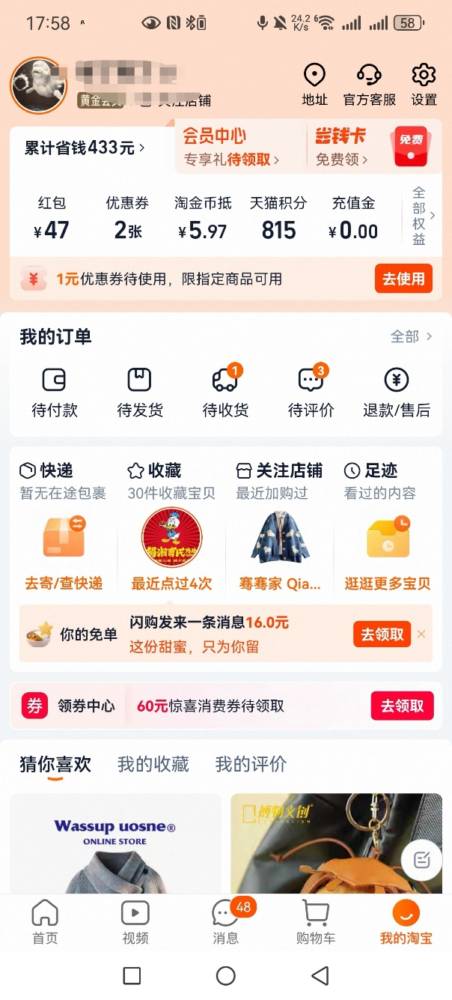 17:58
24.2 K/s
6
58
黄金会员
关注店铺
地址 官方客服 设置
累计省钱433元
会员中心
专享礼待领取
省钱卡
免费领
免费
红包 优惠券 淘金币抵 天猫积分 充值金
¥47 2张 ¥5.97 815 ¥0.00
全部权益
¥ 1元优惠券待使用，限指定商品可用 去使用
我的订单 全部
1 3
待付款 待发货 待收货 待评价 退款/售后
快递 收藏 关注店铺 足迹
暂无在途包裹 30件收藏宝贝 最近加购过 看过的内容
去寄/查快递 最近点过4次 骞骞家 Qia... 逛逛更多宝贝
你的免单
闪购发来一条消息16.0元
这份甜蜜，只为你留
去领取
券 领券中心 60元惊喜消费券待领取 去领取
猜你喜欢 我的收藏 我的评价
Wassup uosne®
ONLINE STORE
博物文创
48
首页 视频 消息 购物车 我的淘宝